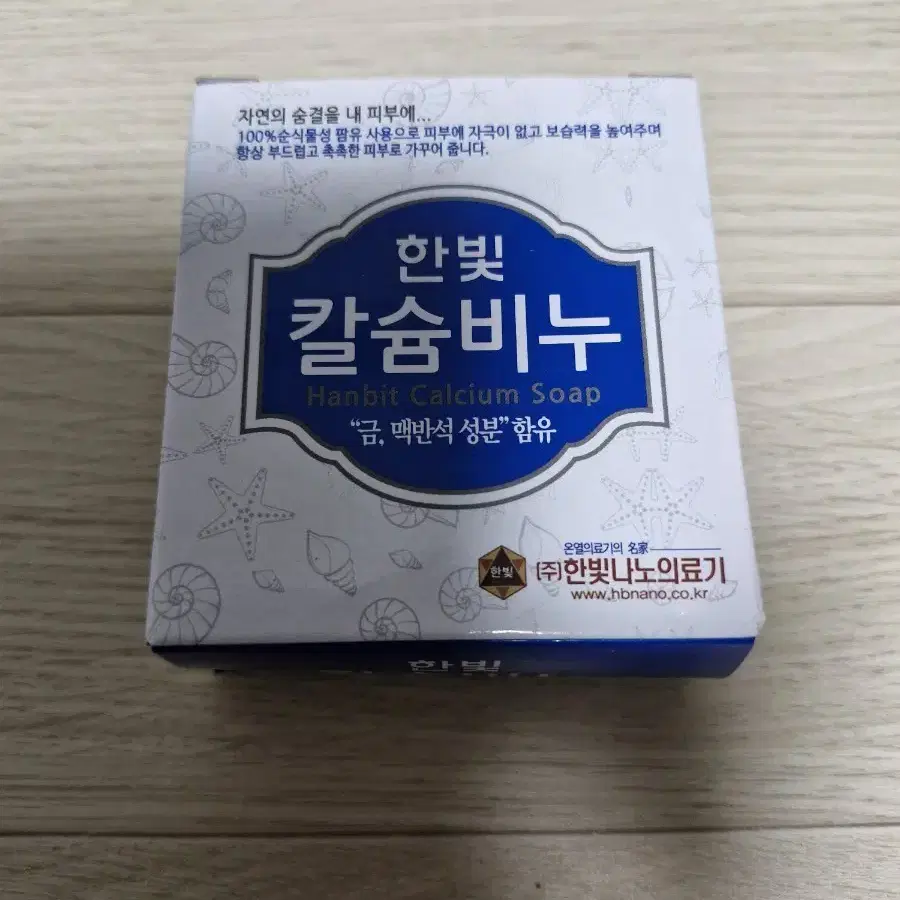 자연의 숨결을 내 피부에...
100%순식물성 팜유 사용으로 피부에 자극이 없고 보습력을 높여주며
항상 부드럽고 촉촉한 피부로 가꾸어 줍니다.
한빛
칼슘비누
Hanbit Calcium Soap
"금, 맥반석 성분" 함유
온열의료기의 名家
한빛
(주)한빛나노의료기
www.hbnano.co.kr
한빛